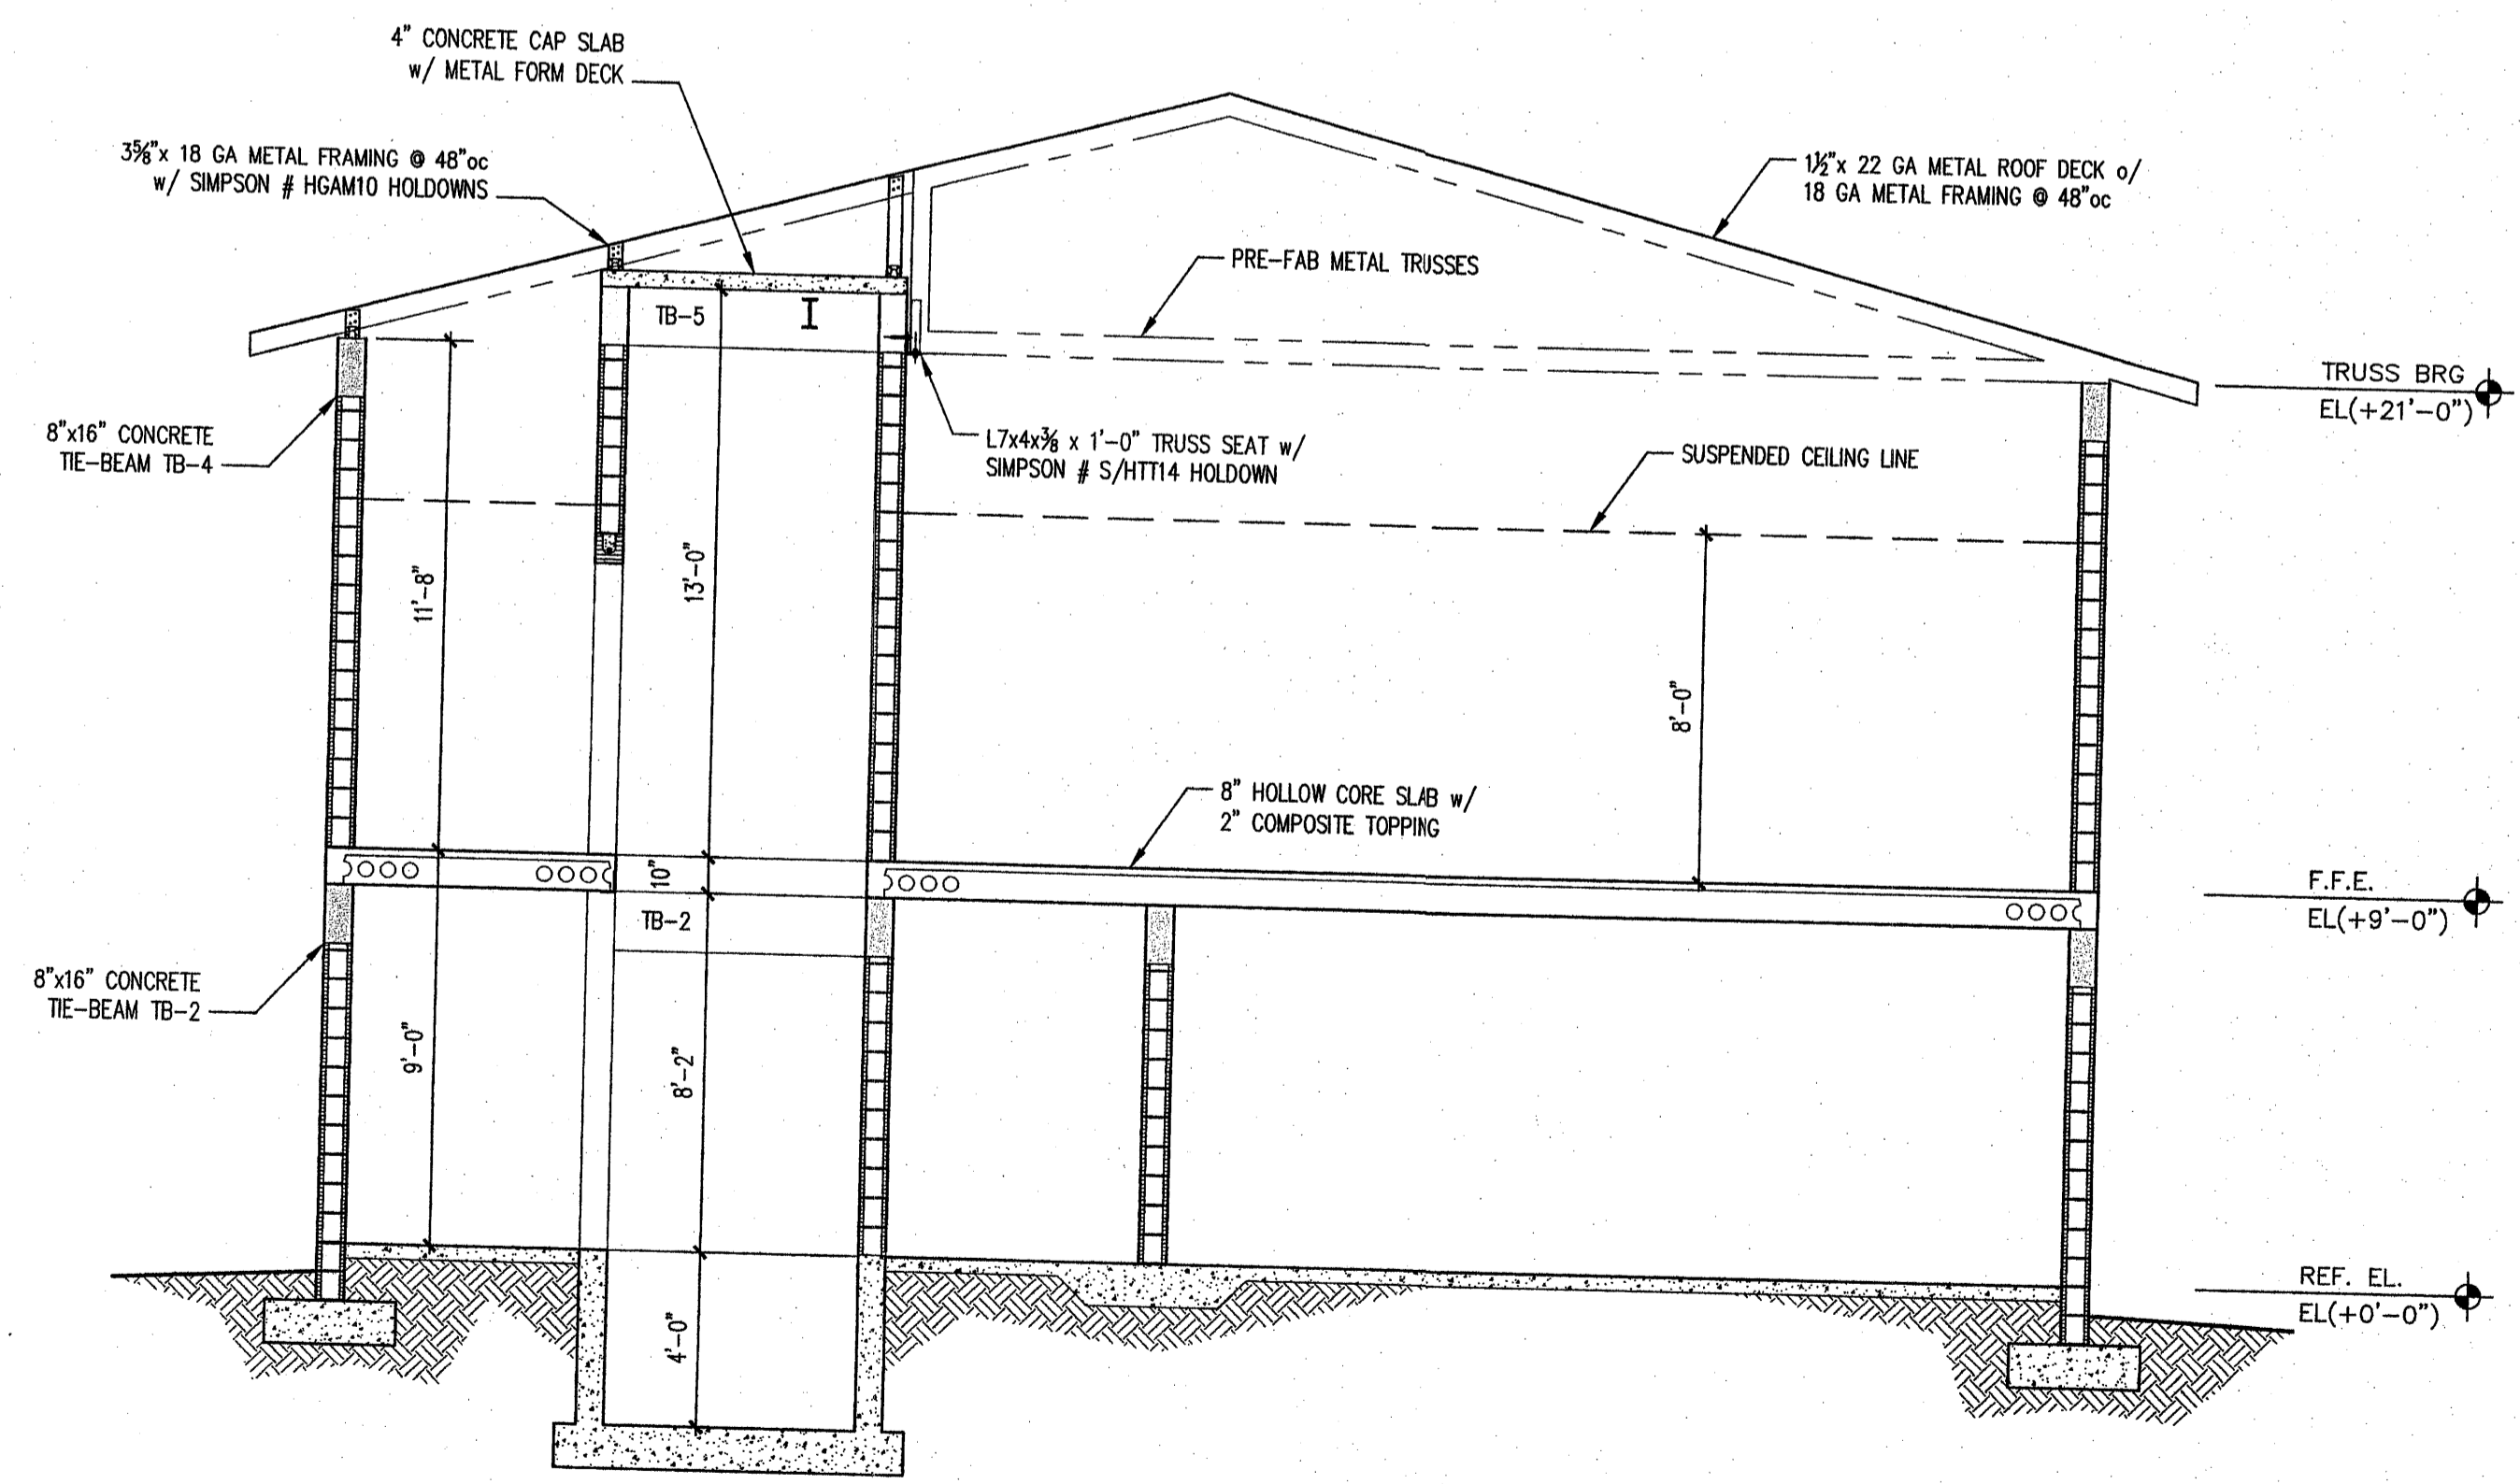 4" CONCRETE CAP SLAB
w/ METAL FORM DECK
3⅝"x 18 GA METAL FRAMING @ 48"oc
w/ SIMPSON # HGAM10 HOLDOWNS
1½"x 22 GA METAL ROOF DECK o/
18 GA METAL FRAMING @ 48"oc
PRE-FAB METAL TRUSSES
TB-5
I
TRUSS BRG
EL(+21'-0")
8"x16" CONCRETE
TIE-BEAM TB-4
L7x4x⅜ x 1'-0" TRUSS SEAT w/
SIMPSON # S/HTT14 HOLDOWN
SUSPENDED CEILING LINE
11'-8"
13'-0"
8'-0"
8" HOLLOW CORE SLAB w/
2" COMPOSITE TOPPING
10"
F.F.E.
EL(+9'-0")
TB-2
8"x16" CONCRETE
TIE-BEAM TB-2
9'-0"
8'-2"
REF. EL.
EL(+0'-0")
4'-0"